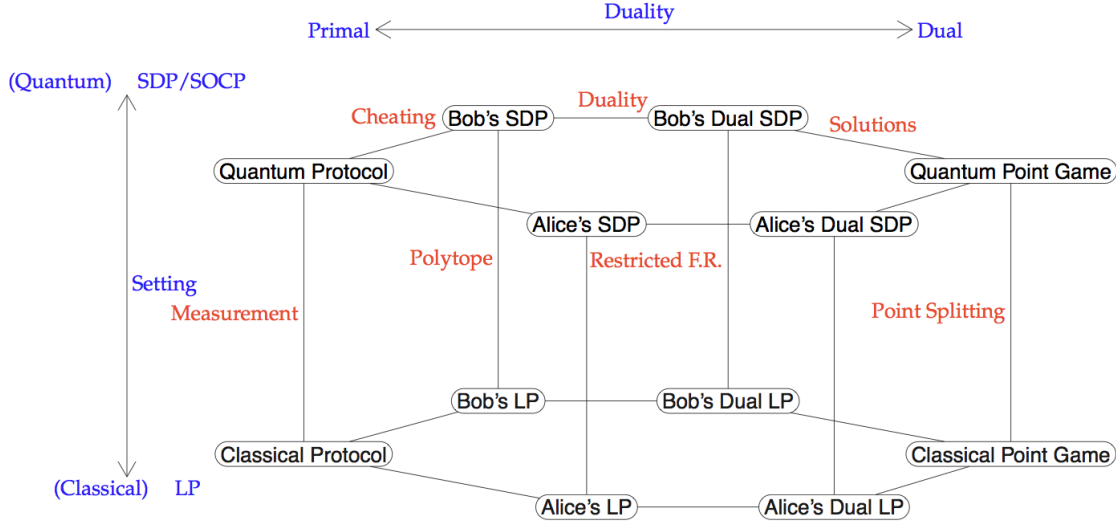 Duality
Primal
Dual
(Quantum) SDP/SOCP
Cheating
Bob's SDP
Duality
Bob's Dual SDP
Solutions
Quantum Protocol
Quantum Point Game
Alice's SDP
Alice's Dual SDP
Polytope
Restricted F.R.
Setting
Measurement
Point Splitting
Bob's LP
Bob's Dual LP
Classical Protocol
Classical Point Game
(Classical) LP
Alice's LP
Alice's Dual LP